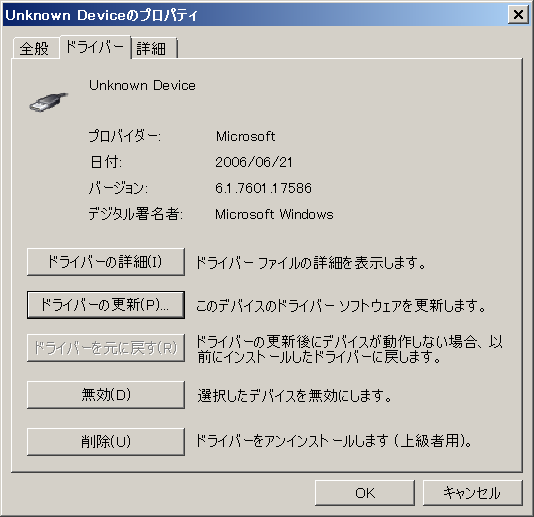 Unknown Deviceのプロパティ
全般 ドライバー 詳細
Unknown Device
プロバイダー: Microsoft
日付: 2006/06/21
バージョン: 6.1.7601.17586
デジタル署名者: Microsoft Windows
ドライバーの詳細(I) ドライバー ファイルの詳細を表示します。
ドライバーの更新(P)... このデバイスのドライバー ソフトウェアを更新します。
ドライバーを元に戻す(R) ドライバーの更新後にデバイスが動作しない場合、以
前にインストールしたドライバーに戻します。
無効(D) 選択したデバイスを無効にします。
削除(U) ドライバーをアンインストールします (上級者用)。
OK キャンセル